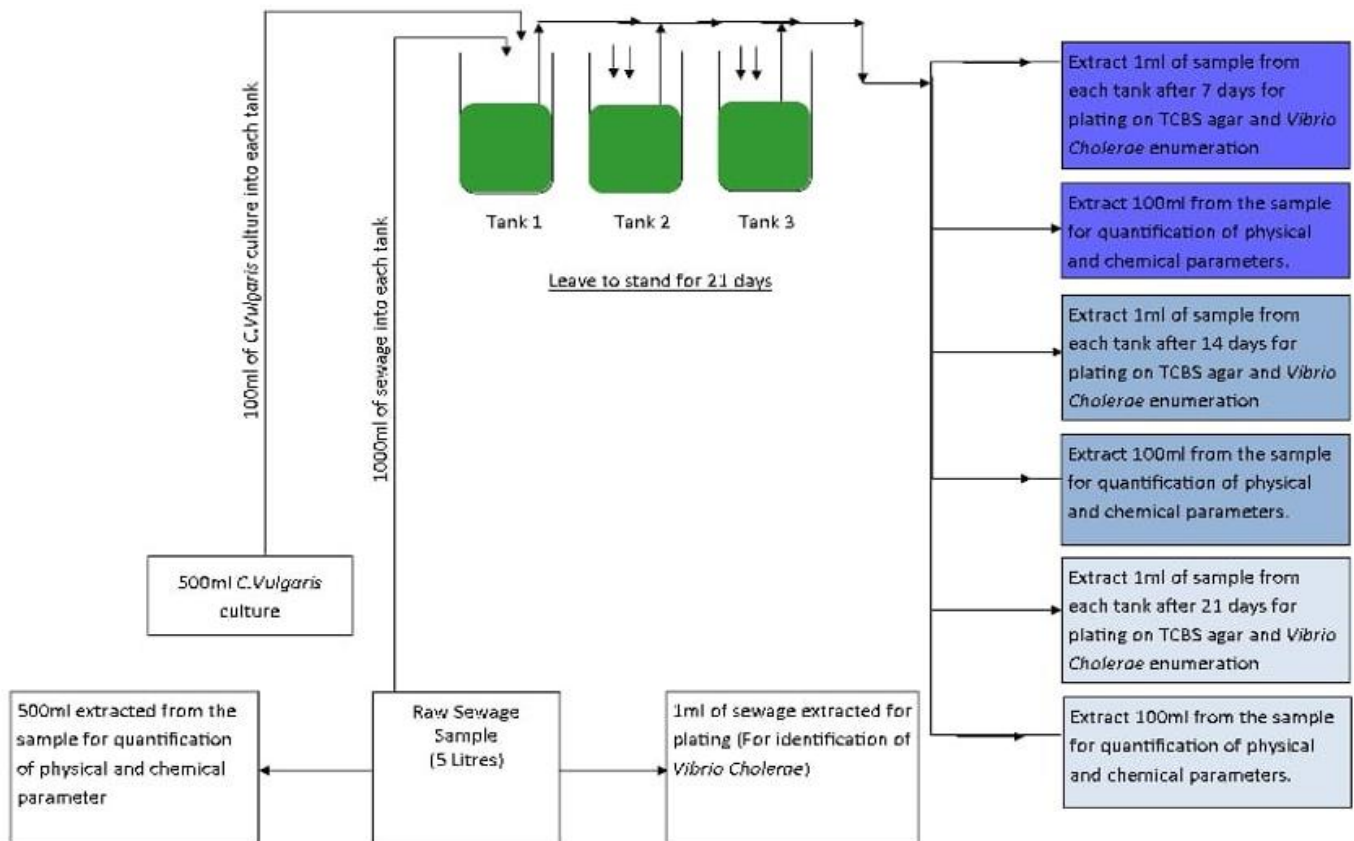 100ml of C.Vulgaris culture into each tank
1000ml of sewage into each tank
Tank 1
Tank 2
Tank 3
Leave to stand for 21 days
500ml C.Vulgaris
culture
500ml extracted from the
sample for quantification
of physical and chemical
parameter
Raw Sewage
Sample
(5 Litres)
1ml of sewage extracted for
plating (For identification of
Vibrio Cholerae)
Extract 1ml of sample from
each tank after 7 days for
plating on TCBS agar and Vibrio
Cholerae enumeration
Extract 100ml from the sample
for quantification of physical
and chemical parameters.
Extract 1ml of sample from
each tank after 14 days for
plating on TCBS agar and Vibrio
Cholerae enumeration
Extract 100ml from the sample
for quantification of physical
and chemical parameters.
Extract 1ml of sample from
each tank after 21 days for
plating on TCBS agar and Vibrio
Cholerae enumeration
Extract 100ml from the sample
for quantification of physical
and chemical parameters.